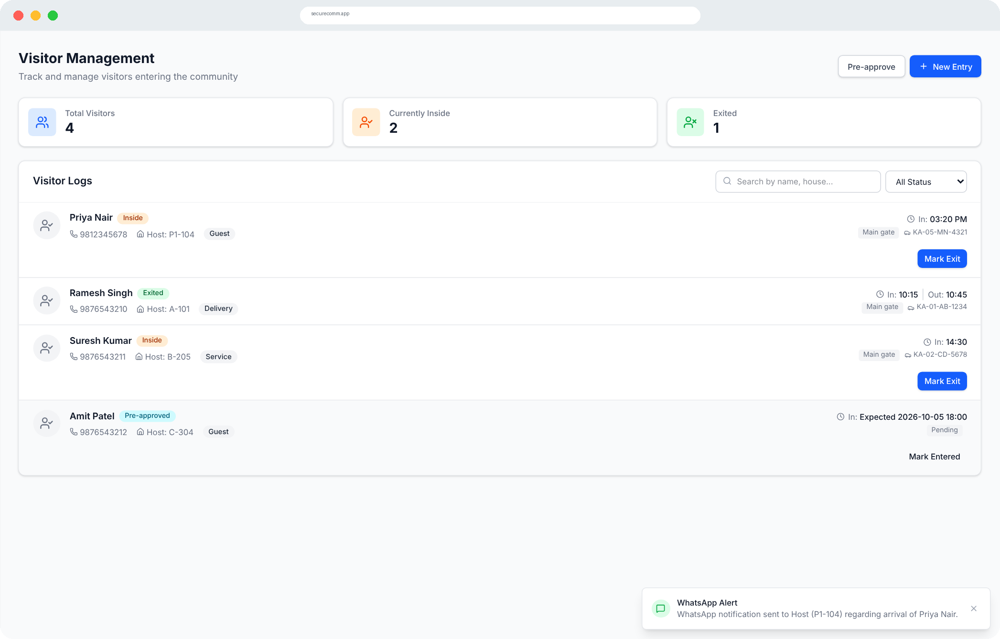 securecomm.app
Visitor Management
Track and manage visitors entering the community
Pre-approve
+ New Entry
Total Visitors
4
Currently Inside
2
Exited
1
Visitor Logs
Search by name, house...
All Status
Priya Nair Inside
9812345678 Host: P1-104 Guest
In: 03:20 PM
Main gate KA-05-MN-4321
Mark Exit
Ramesh Singh Exited
9876543210 Host: A-101 Delivery
In: 10:15 Out: 10:45
Main gate KA-01-AB-1234
Suresh Kumar Inside
9876543211 Host: B-205 Service
In: 14:30
Main gate KA-02-CD-5678
Mark Exit
Amit Patel Pre-approved
9876543212 Host: C-304 Guest
In: Expected 2026-10-05 18:00
Pending
Mark Entered
WhatsApp Alert
WhatsApp notification sent to Host (P1-104) regarding arrival of Priya Nair.